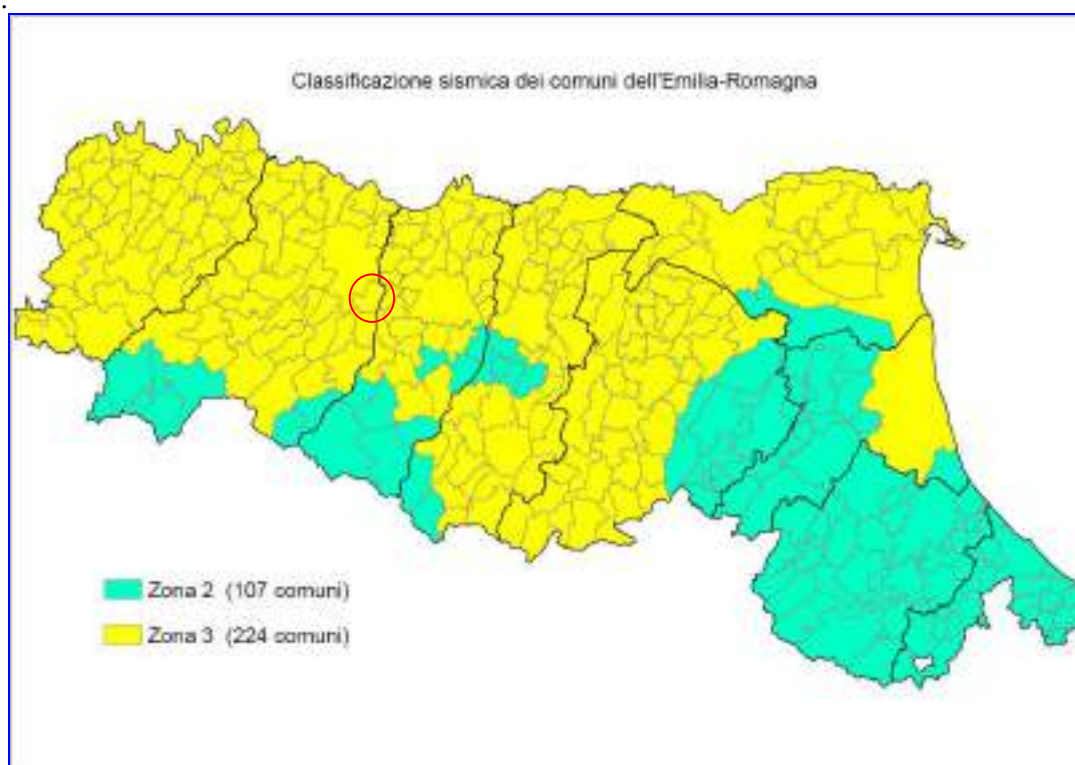 .
Classificazione sismica dei comuni dell'Emilia-Romagna
Zona 2 (107 comuni)
Zona 3 (224 comuni)